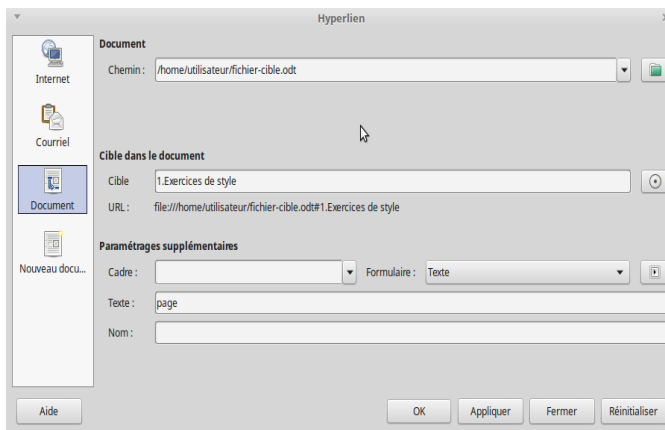 Hyperlien
Internet
Courriel
Document
Nouveau docu...
Document
Chemin : /home/utilisateur/fichier-cible.odt
Cible dans le document
Cible 1.Exercices de style
URL : file:///home/utilisateur/fichier-cible.odt#1.Exercices de style
Paramétrages supplémentaires
Cadre : Formulaire : Texte
Texte : page
Nom :
Aide OK Appliquer Fermer Réinitialiser